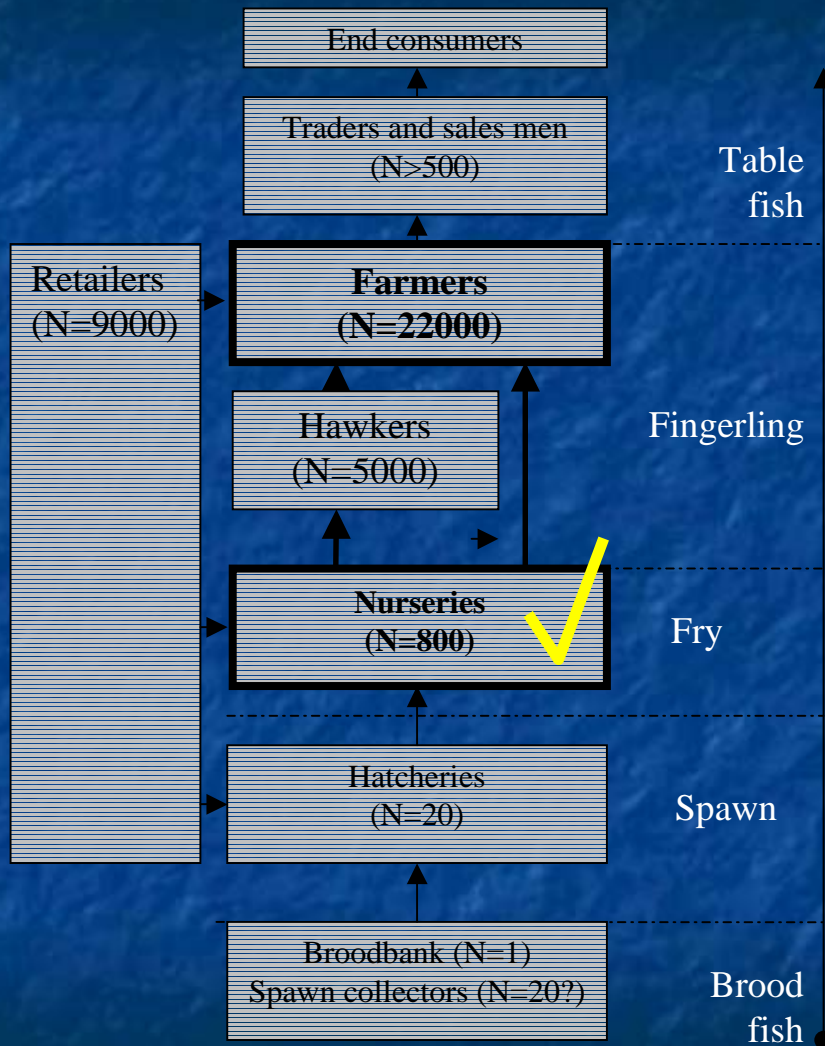 End consumers
Traders and sales men
(N>500)
Table
fish
Retailers
(N=9000)
Farmers
(N=22000)
Hawkers
(N=5000)
Fingerling
Nurseries
(N=800)
Fry
Hatcheries
(N=20)
Spawn
Broodbank (N=1)
Spawn collectors (N=20?)
Brood
fish